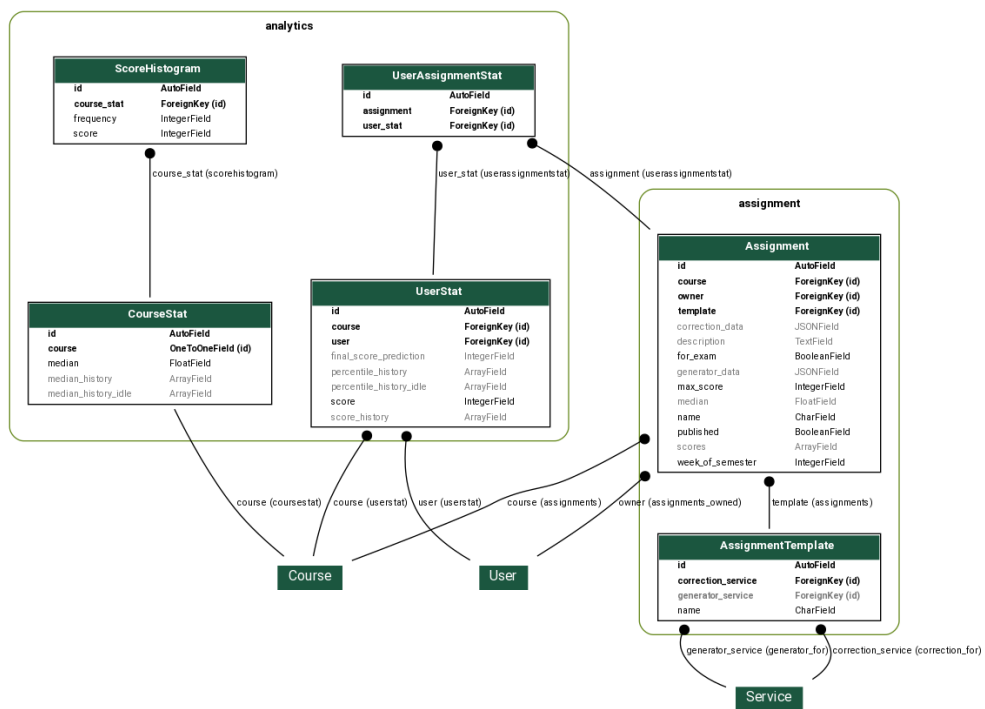 analytics
ScoreHistogram
id AutoField
course_stat ForeignKey (id)
frequency IntegerField
score IntegerField
UserAssignmentStat
id AutoField
assignment ForeignKey (id)
user_stat ForeignKey (id)
course_stat (scorehistogram)
user_stat (userassignmentstat)
assignment (userassignmentstat)
CourseStat
id AutoField
course OneToOneField (id)
median FloatField
median_history ArrayField
median_history_idle ArrayField
UserStat
id AutoField
course ForeignKey (id)
user ForeignKey (id)
final_score_prediction IntegerField
percentile_history ArrayField
percentile_history_idle ArrayField
score IntegerField
score_history ArrayField
assignment
Assignment
id AutoField
course ForeignKey (id)
owner ForeignKey (id)
template ForeignKey (id)
correction_data JSONField
description TextField
for_exam BooleanField
generator_data JSONField
max_score IntegerField
median FloatField
name CharField
published BooleanField
scores ArrayField
week_of_semester IntegerField
course (coursestat)
course (userstat)
user (userstat)
course (assignments)
owner (assignments_owned)
template (assignments)
Course
User
AssignmentTemplate
id AutoField
correction_service ForeignKey (id)
generator_service ForeignKey (id)
name CharField
generator_service (generator_for)
correction_service (correction_for)
Service